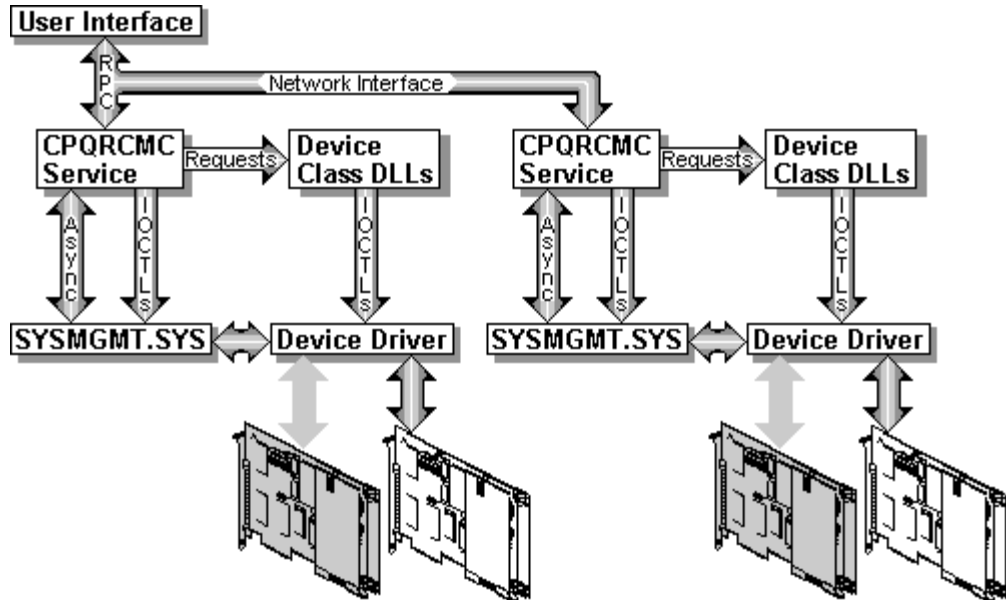 User Interface
RPC
Network Interface
CPQRCMC
Service
Requests
Device
Class DLLs
CPQRCMC
Service
Requests
Device
Class DLLs
Async
IOCTLs
IOCTLs
Async
IOCTLs
IOCTLs
SYSMGMT.SYS
Device Driver
SYSMGMT.SYS
Device Driver